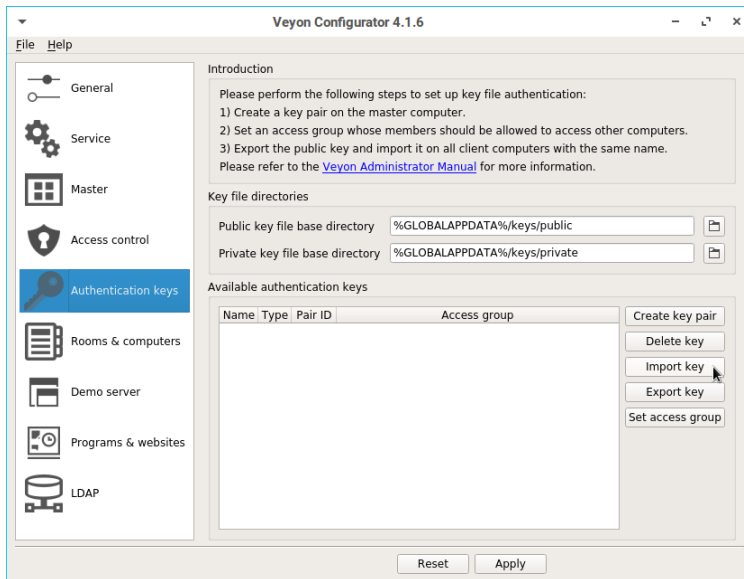 Veyon Configurator 4.1.6
File Help
General
Service
Master
Access control
Authentication keys
Rooms & computers
Demo server
Programs & websites
LDAP
Introduction
Please perform the following steps to set up key file authentication:
1) Create a key pair on the master computer.
2) Set an access group whose members should be allowed to access other computers.
3) Export the public key and import it on all client computers with the same name.
Please refer to the Veyon Administrator Manual for more information.
Key file directories
Public key file base directory %GLOBALAPPDATA%/keys/public
Private key file base directory %GLOBALAPPDATA%/keys/private
Available authentication keys
Name Type Pair ID Access group
Create key pair
Delete key
Import key
Export key
Set access group
Reset Apply